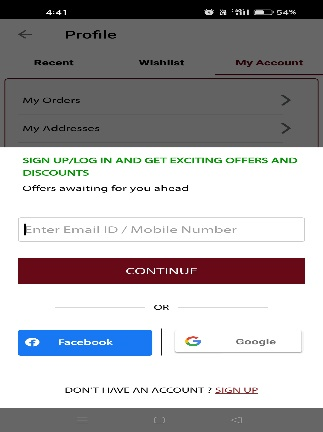 4:41
54%
Profile
Recent
Wishlist
My Account
My Orders
My Addresses
SIGN UP/LOG IN AND GET EXCITING OFFERS AND
DISCOUNTS
Offers awaiting for you ahead
Enter Email ID / Mobile Number
CONTINUE
OR
Facebook
Google
DON'T HAVE AN ACCOUNT ? SIGN UP